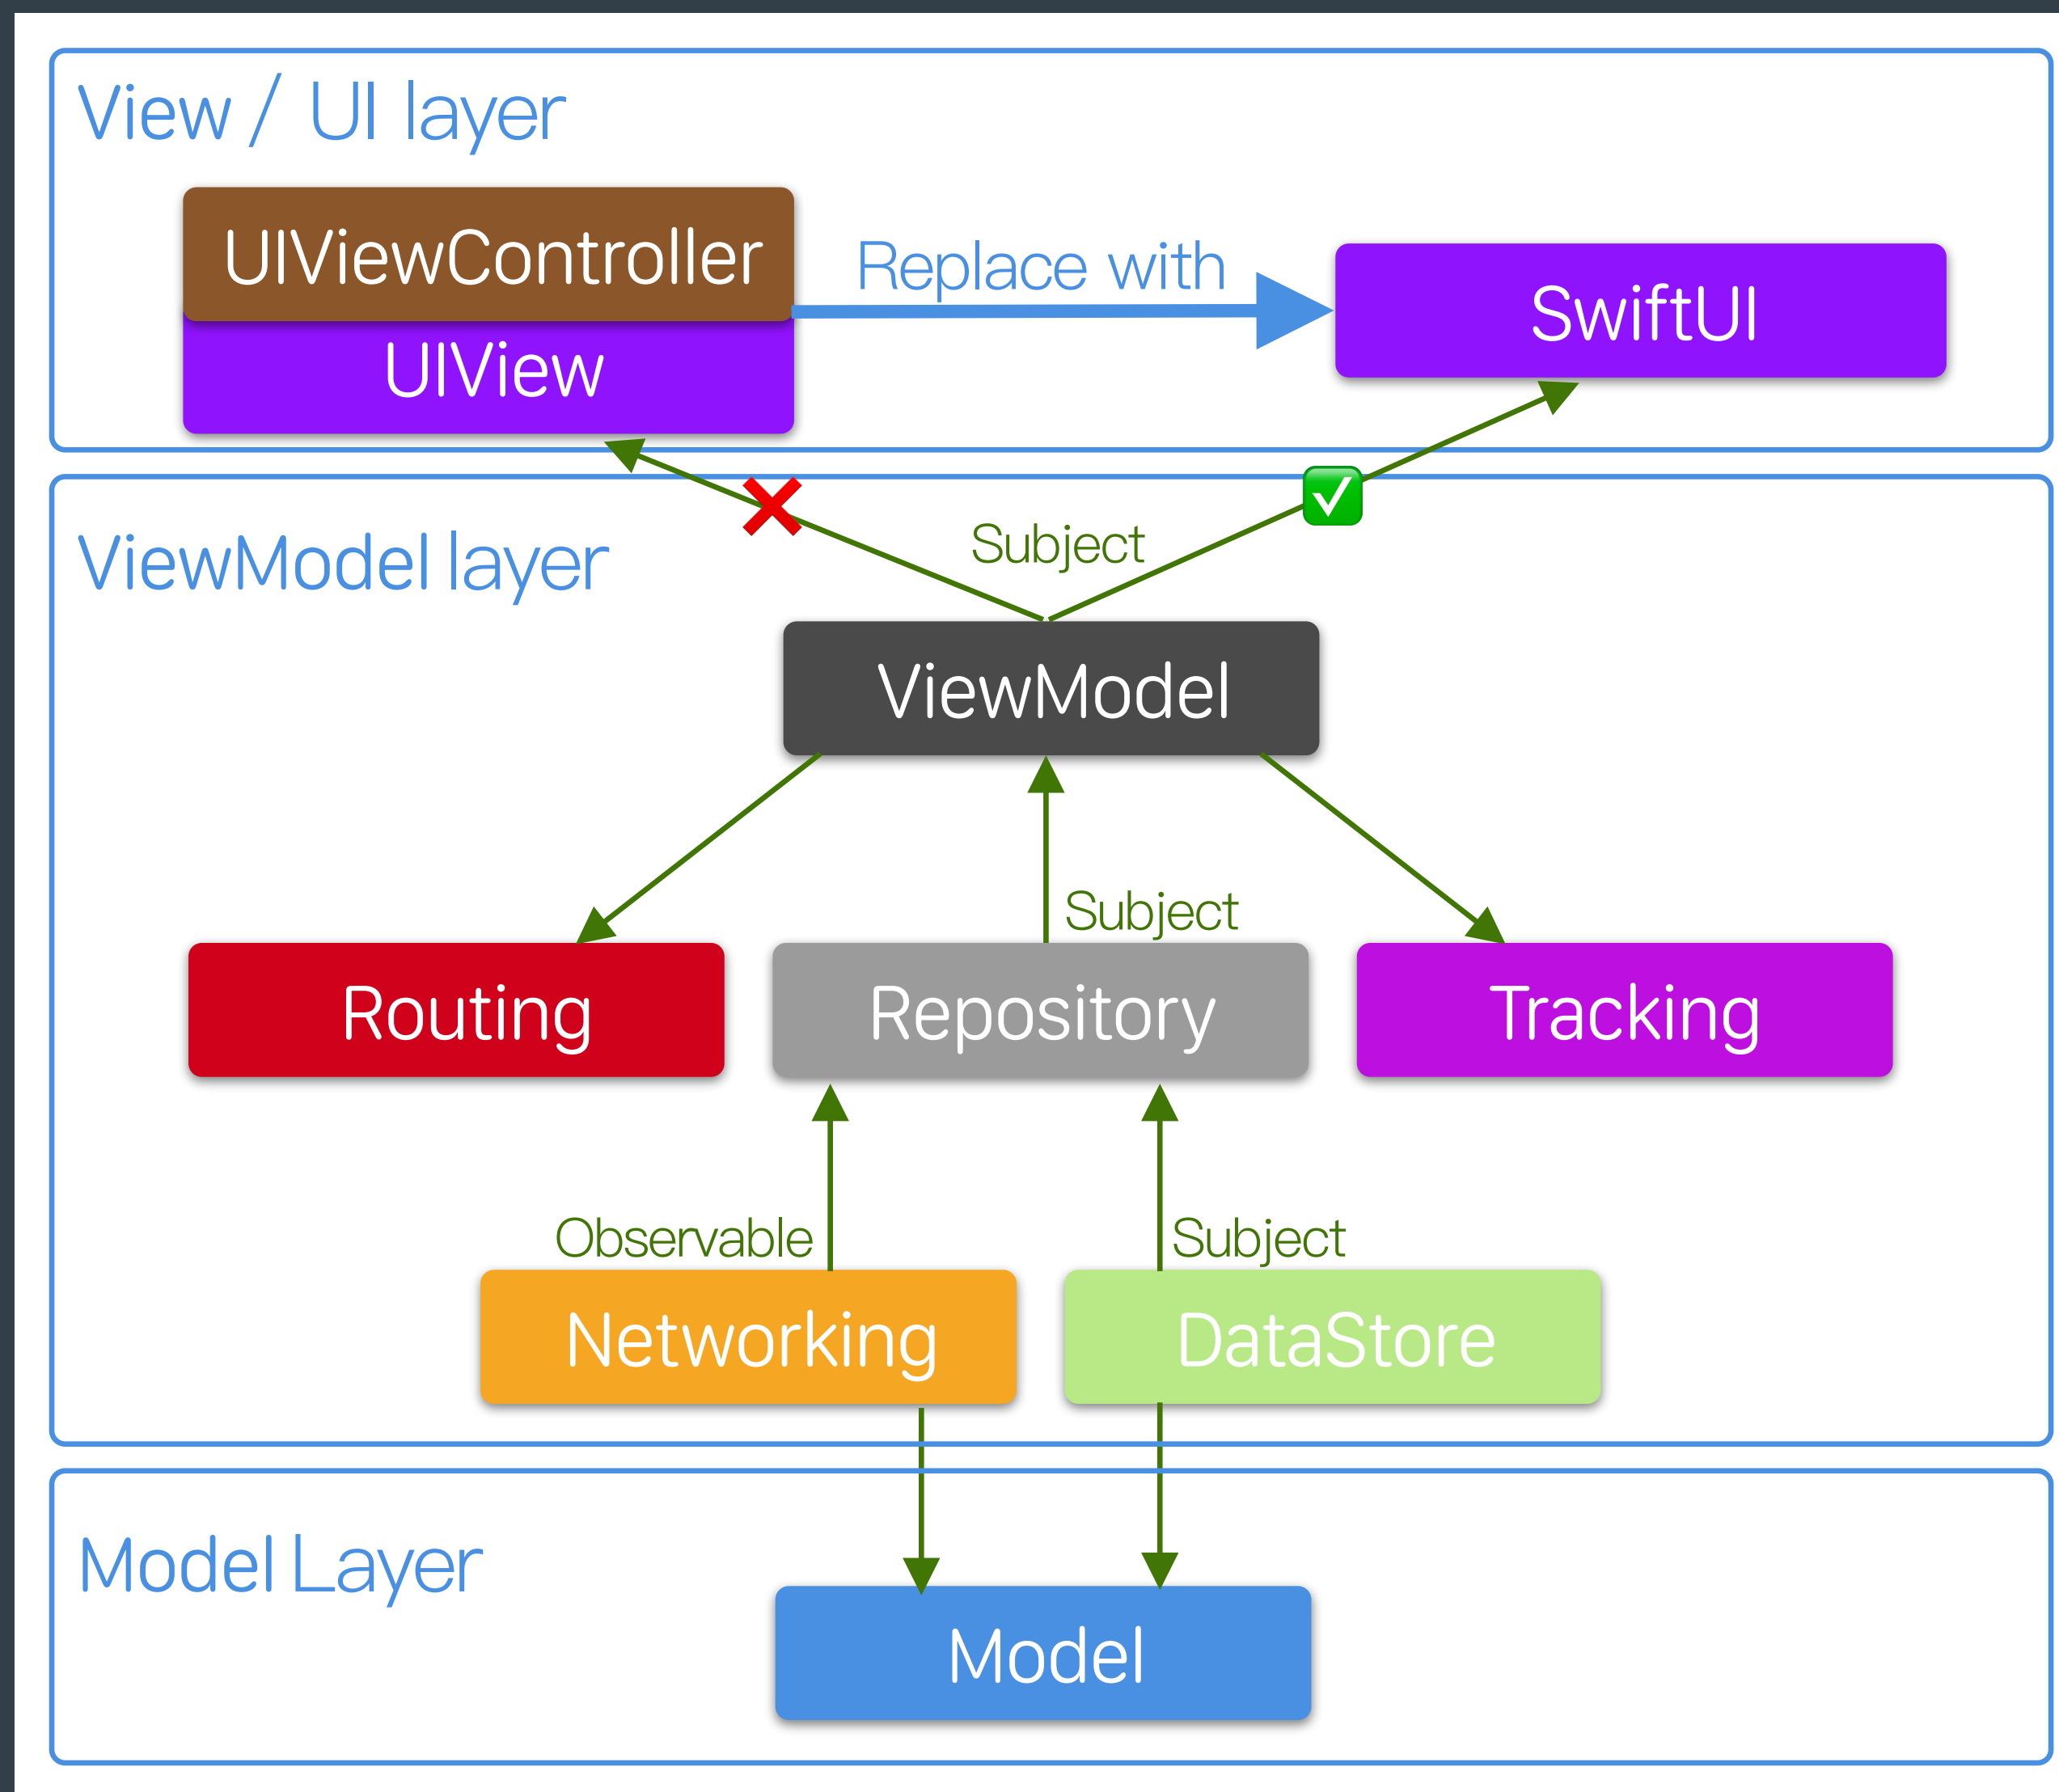 View / UI layer
UIViewController
Replace with
SwiftUI
UIView
ViewModel layer
Subject
ViewModel
Subject
Routing
Repository
Tracking
Observable
Subject
Networking
DataStore
Model Layer
Model